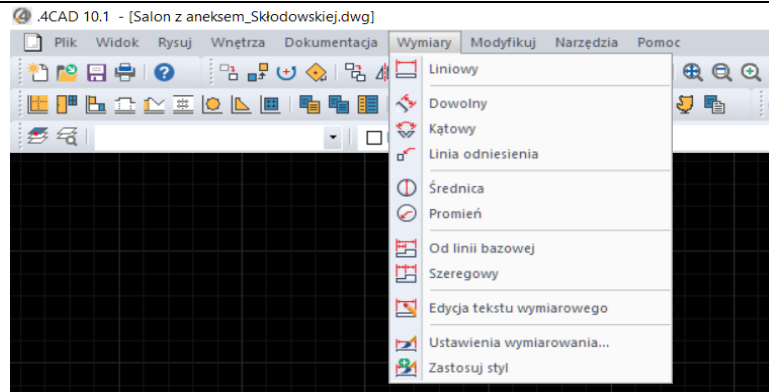 .4CAD 10.1 - [Salon z aneksem_Skłodowskiej.dwg]
Plik Widok Rysuj Wnętrza Dokumentacja Wymiary Modyfikuj Narzędzia Pomoc
Liniowy
Dowolny
Kątowy
Linia odniesienia
Średnica
Promień
Od linii bazowej
Szeregowy
Edycja tekstu wymiarowego
Ustawienia wymiarowania...
Zastosuj styl